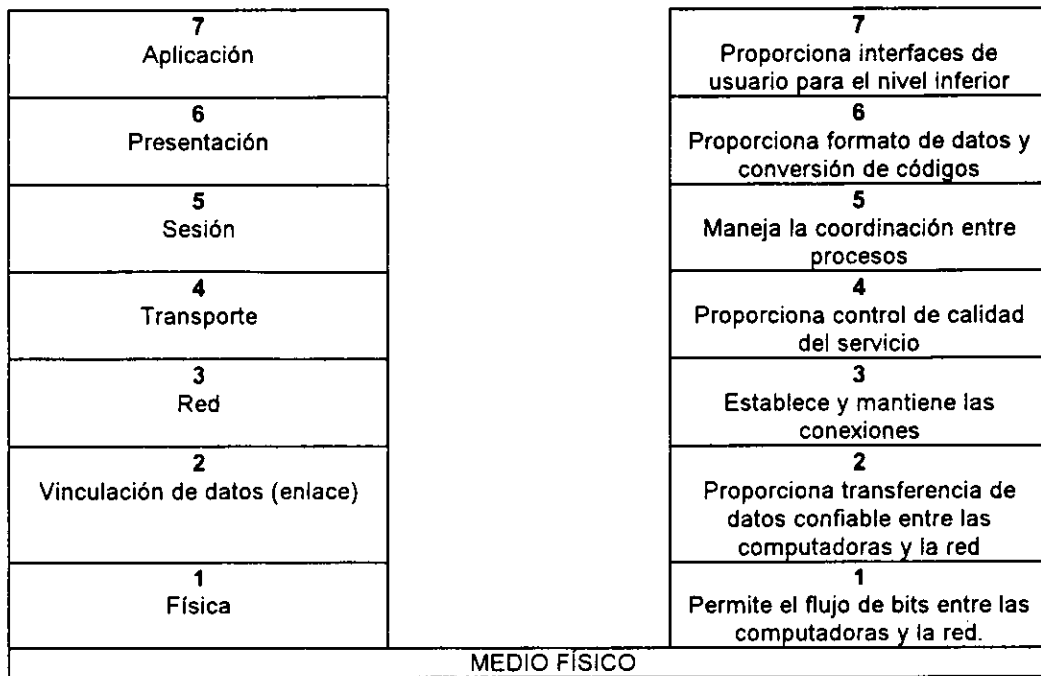 7
Aplicación
6
Presentación
5
Sesión
4
Transporte
3
Red
2
Vinculación de datos (enlace)
1
Física
7
Proporciona interfaces de
usuario para el nivel inferior
6
Proporciona formato de datos y
conversión de códigos
5
Maneja la coordinación entre
procesos
4
Proporciona control de calidad
del servicio
3
Establece y mantiene las
conexiones
2
Proporciona transferencia de
datos confiable entre las
computadoras y la red
1
Permite el flujo de bits entre las
computadoras y la red.
MEDIO FÍSICO